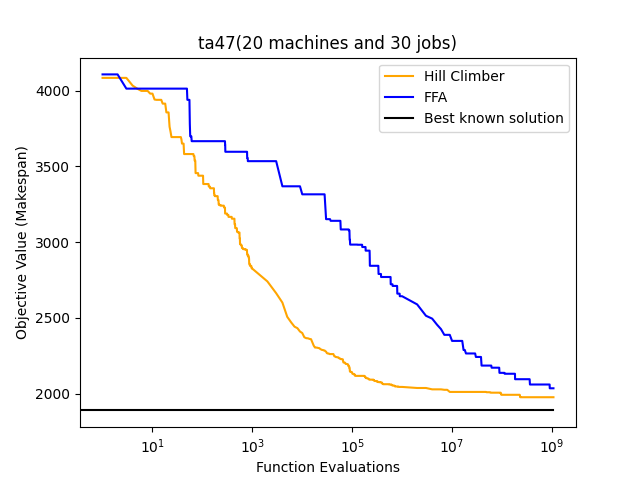 ta47(20 machines and 30 jobs)
Hill Climber
FFA
Best known solution
Objective Value (Makespan)
4000
3500
3000
2500
2000
10¹ 10³ 10⁵ 10⁷ 10⁹
Function Evaluations